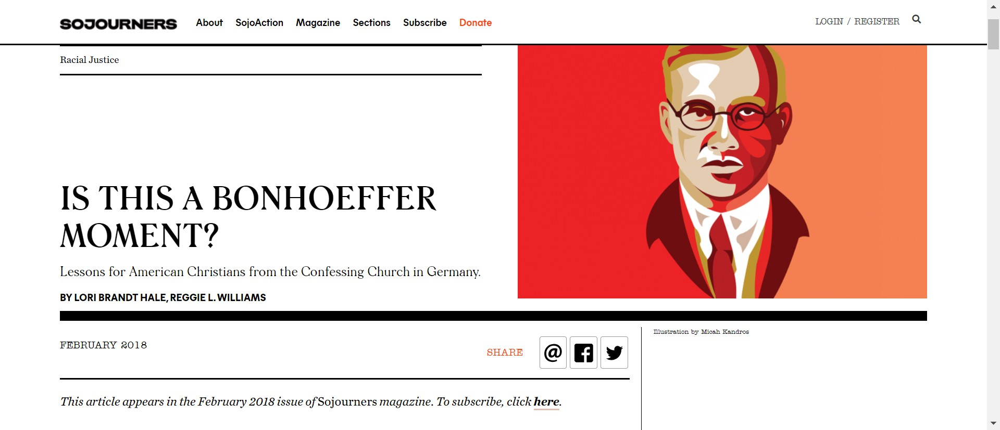 SOJOURNERS About SojoAction Magazine Sections Subscribe Donate LOGIN / REGISTER
Racial Justice
IS THIS A BONHOEFFER
MOMENT?
Lessons for American Christians from the Confessing Church in Germany.
BY LORI BRANDT HALE, REGGIE L. WILLIAMS
Illustration by Micah Kandros
FEBRUARY 2018
SHARE
This article appears in the February 2018 issue of Sojourners magazine. To subscribe, click here.